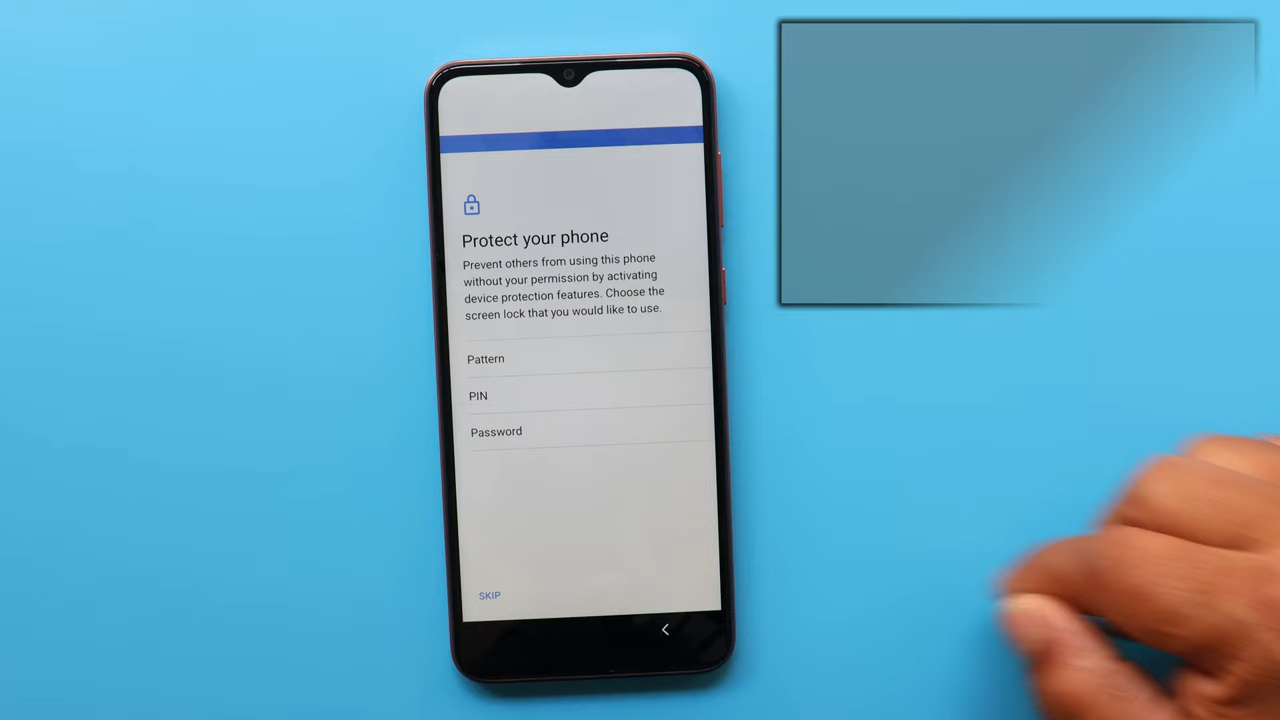 Protect your phone
Prevent others from using this phone
without your permission by activating
device protection features. Choose the
screen lock that you would like to use.
Pattern
PIN
Password
SKIP